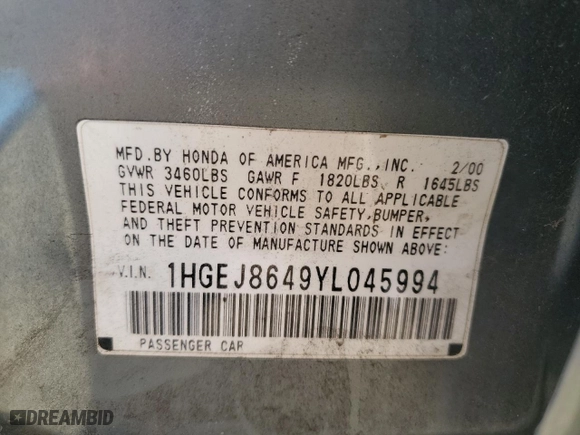 MFD.BY HONDA OF AMERICA MFG.,INC. 2/00
GVWR 3460LBS GAWR F 1820LBS R 1645LBS
THIS VEHICLE CONFORMS TO ALL APPLICABLE
FEDERAL MOTOR VEHICLE SAFETY,BUMPER,
AND THEFT PREVENTION STANDARDS IN EFFECT
ON THE DATE OF MANUFACTURE SHOWN ABOVE:
V.I.N. 1HGEJ8649YL045994
PASSENGER CAR
DREAMBID